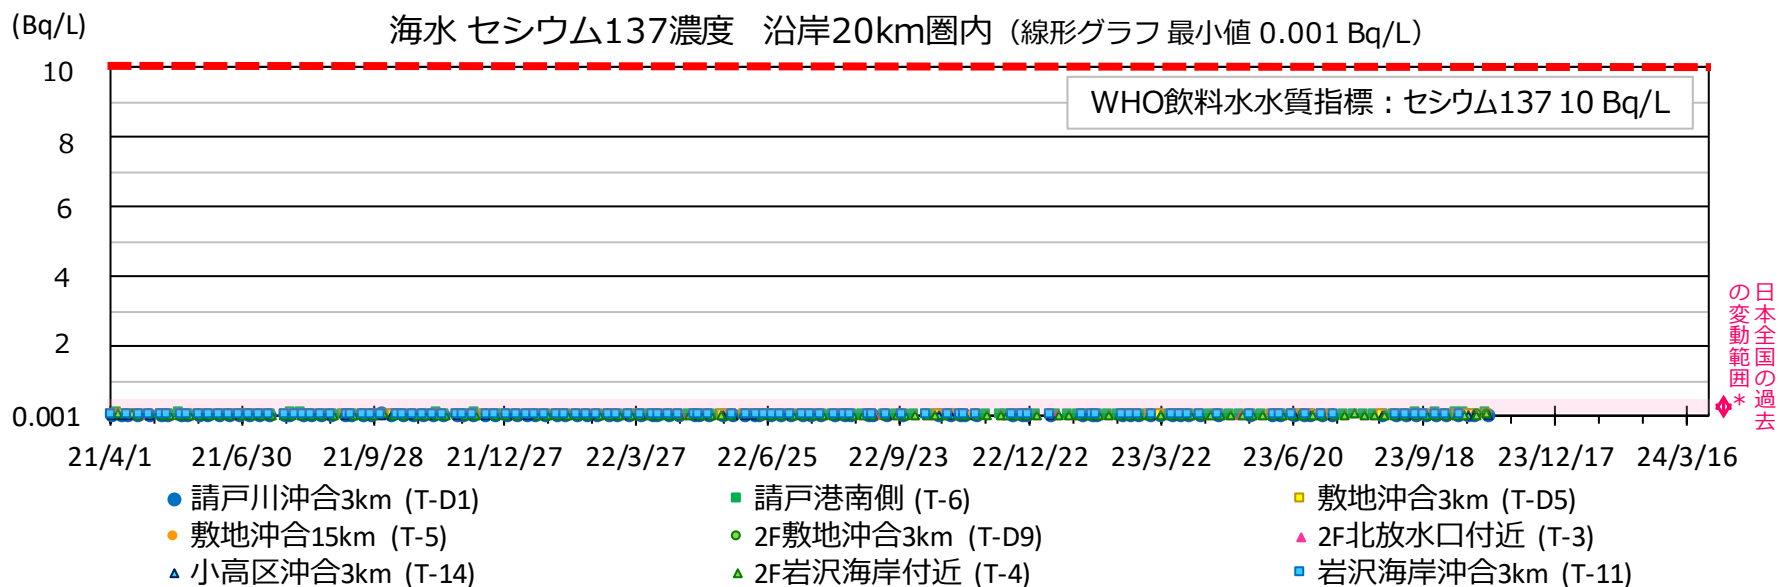 (Bq/L)
海水 セシウム137濃度 沿岸20km圏内（線形グラフ 最小値 0.001 Bq/L）
10
WHO飲料水水質指標：セシウム137 10 Bq/L
8
6
4
2
0.001
日本全国の過去
の変動範囲*
21/4/1 21/6/30 21/9/28 21/12/27 22/3/27 22/6/25 22/9/23 22/12/22 23/3/22 23/6/20 23/9/18 23/12/17 24/3/16
請戸川沖合3km (T-D1) 請戸港南側 (T-6) 敷地沖合3km (T-D5)
敷地沖合15km (T-5) 2F敷地沖合3km (T-D9) 2F北放水口付近 (T-3)
小高区沖合3km (T-14) 2F岩沢海岸付近 (T-4) 岩沢海岸沖合3km (T-11)